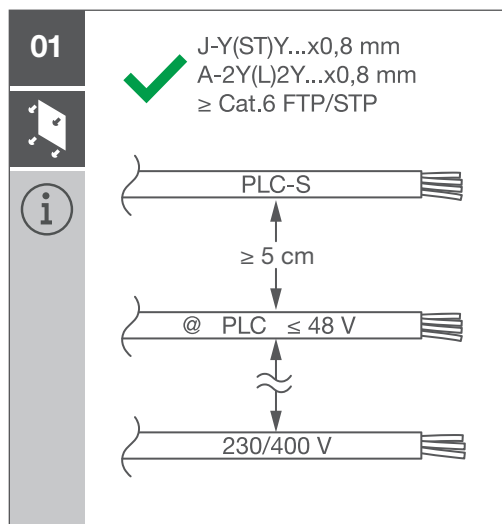 01
J-Y(ST)Y...x0,8 mm
A-2Y(L)2Y...x0,8 mm
≥ Cat.6 FTP/STP
i
PLC-S
≥ 5 cm
@ PLC ≤ 48 V
230/400 V